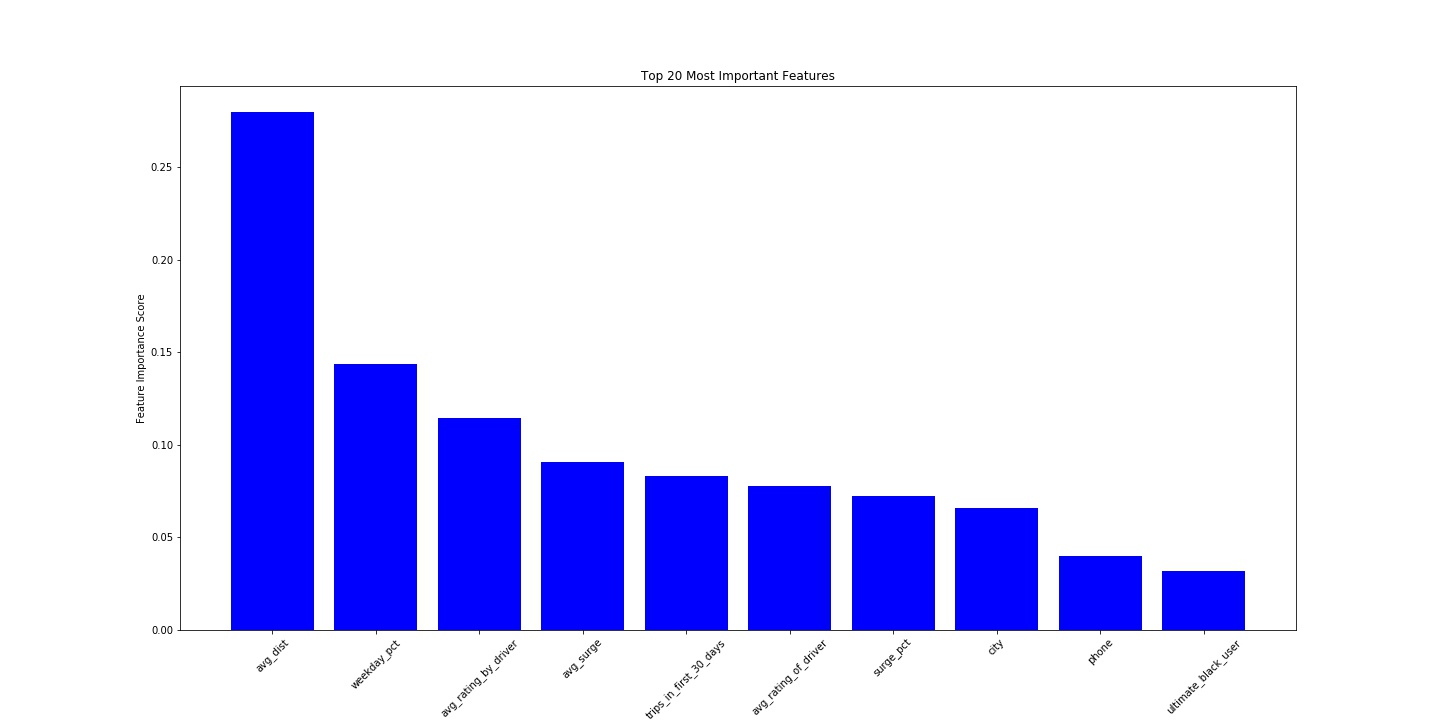 Top 20 Most Important Features
Feature Importance Score
0.25
0.20
0.15
0.10
0.05
0.00
avg_dist
weekday_pct
avg_rating_by_driver
avg_surge
trips_in_first_30_days
avg_rating_of_driver
surge_pct
city
phone
ultimate_black_user